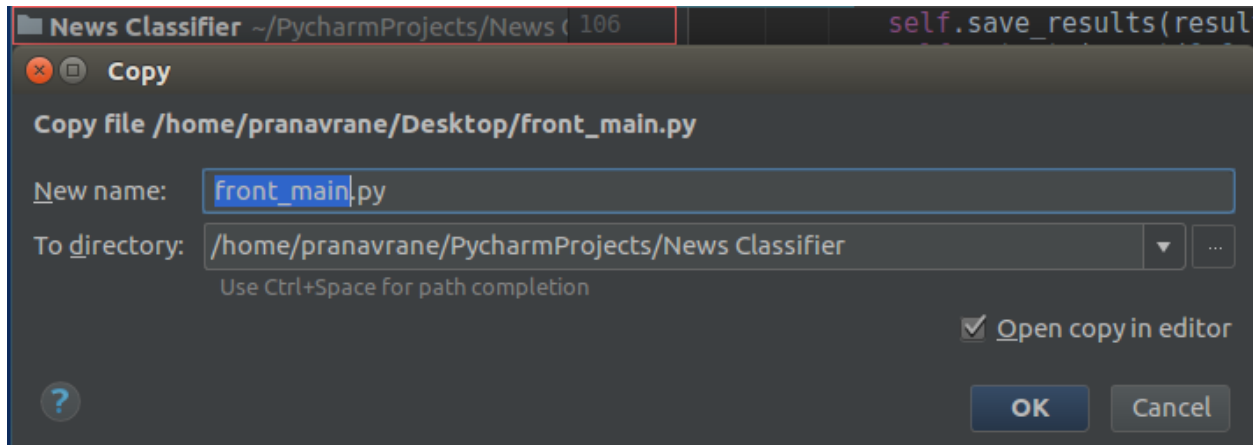 News Classifier ~/PycharmProjects/News 106 self.save_results(resul
Copy
Copy file /home/pranavrane/Desktop/front_main.py
New name: front_main.py
To directory: /home/pranavrane/PycharmProjects/News Classifier
Use Ctrl+Space for path completion
Open copy in editor
? OK Cancel